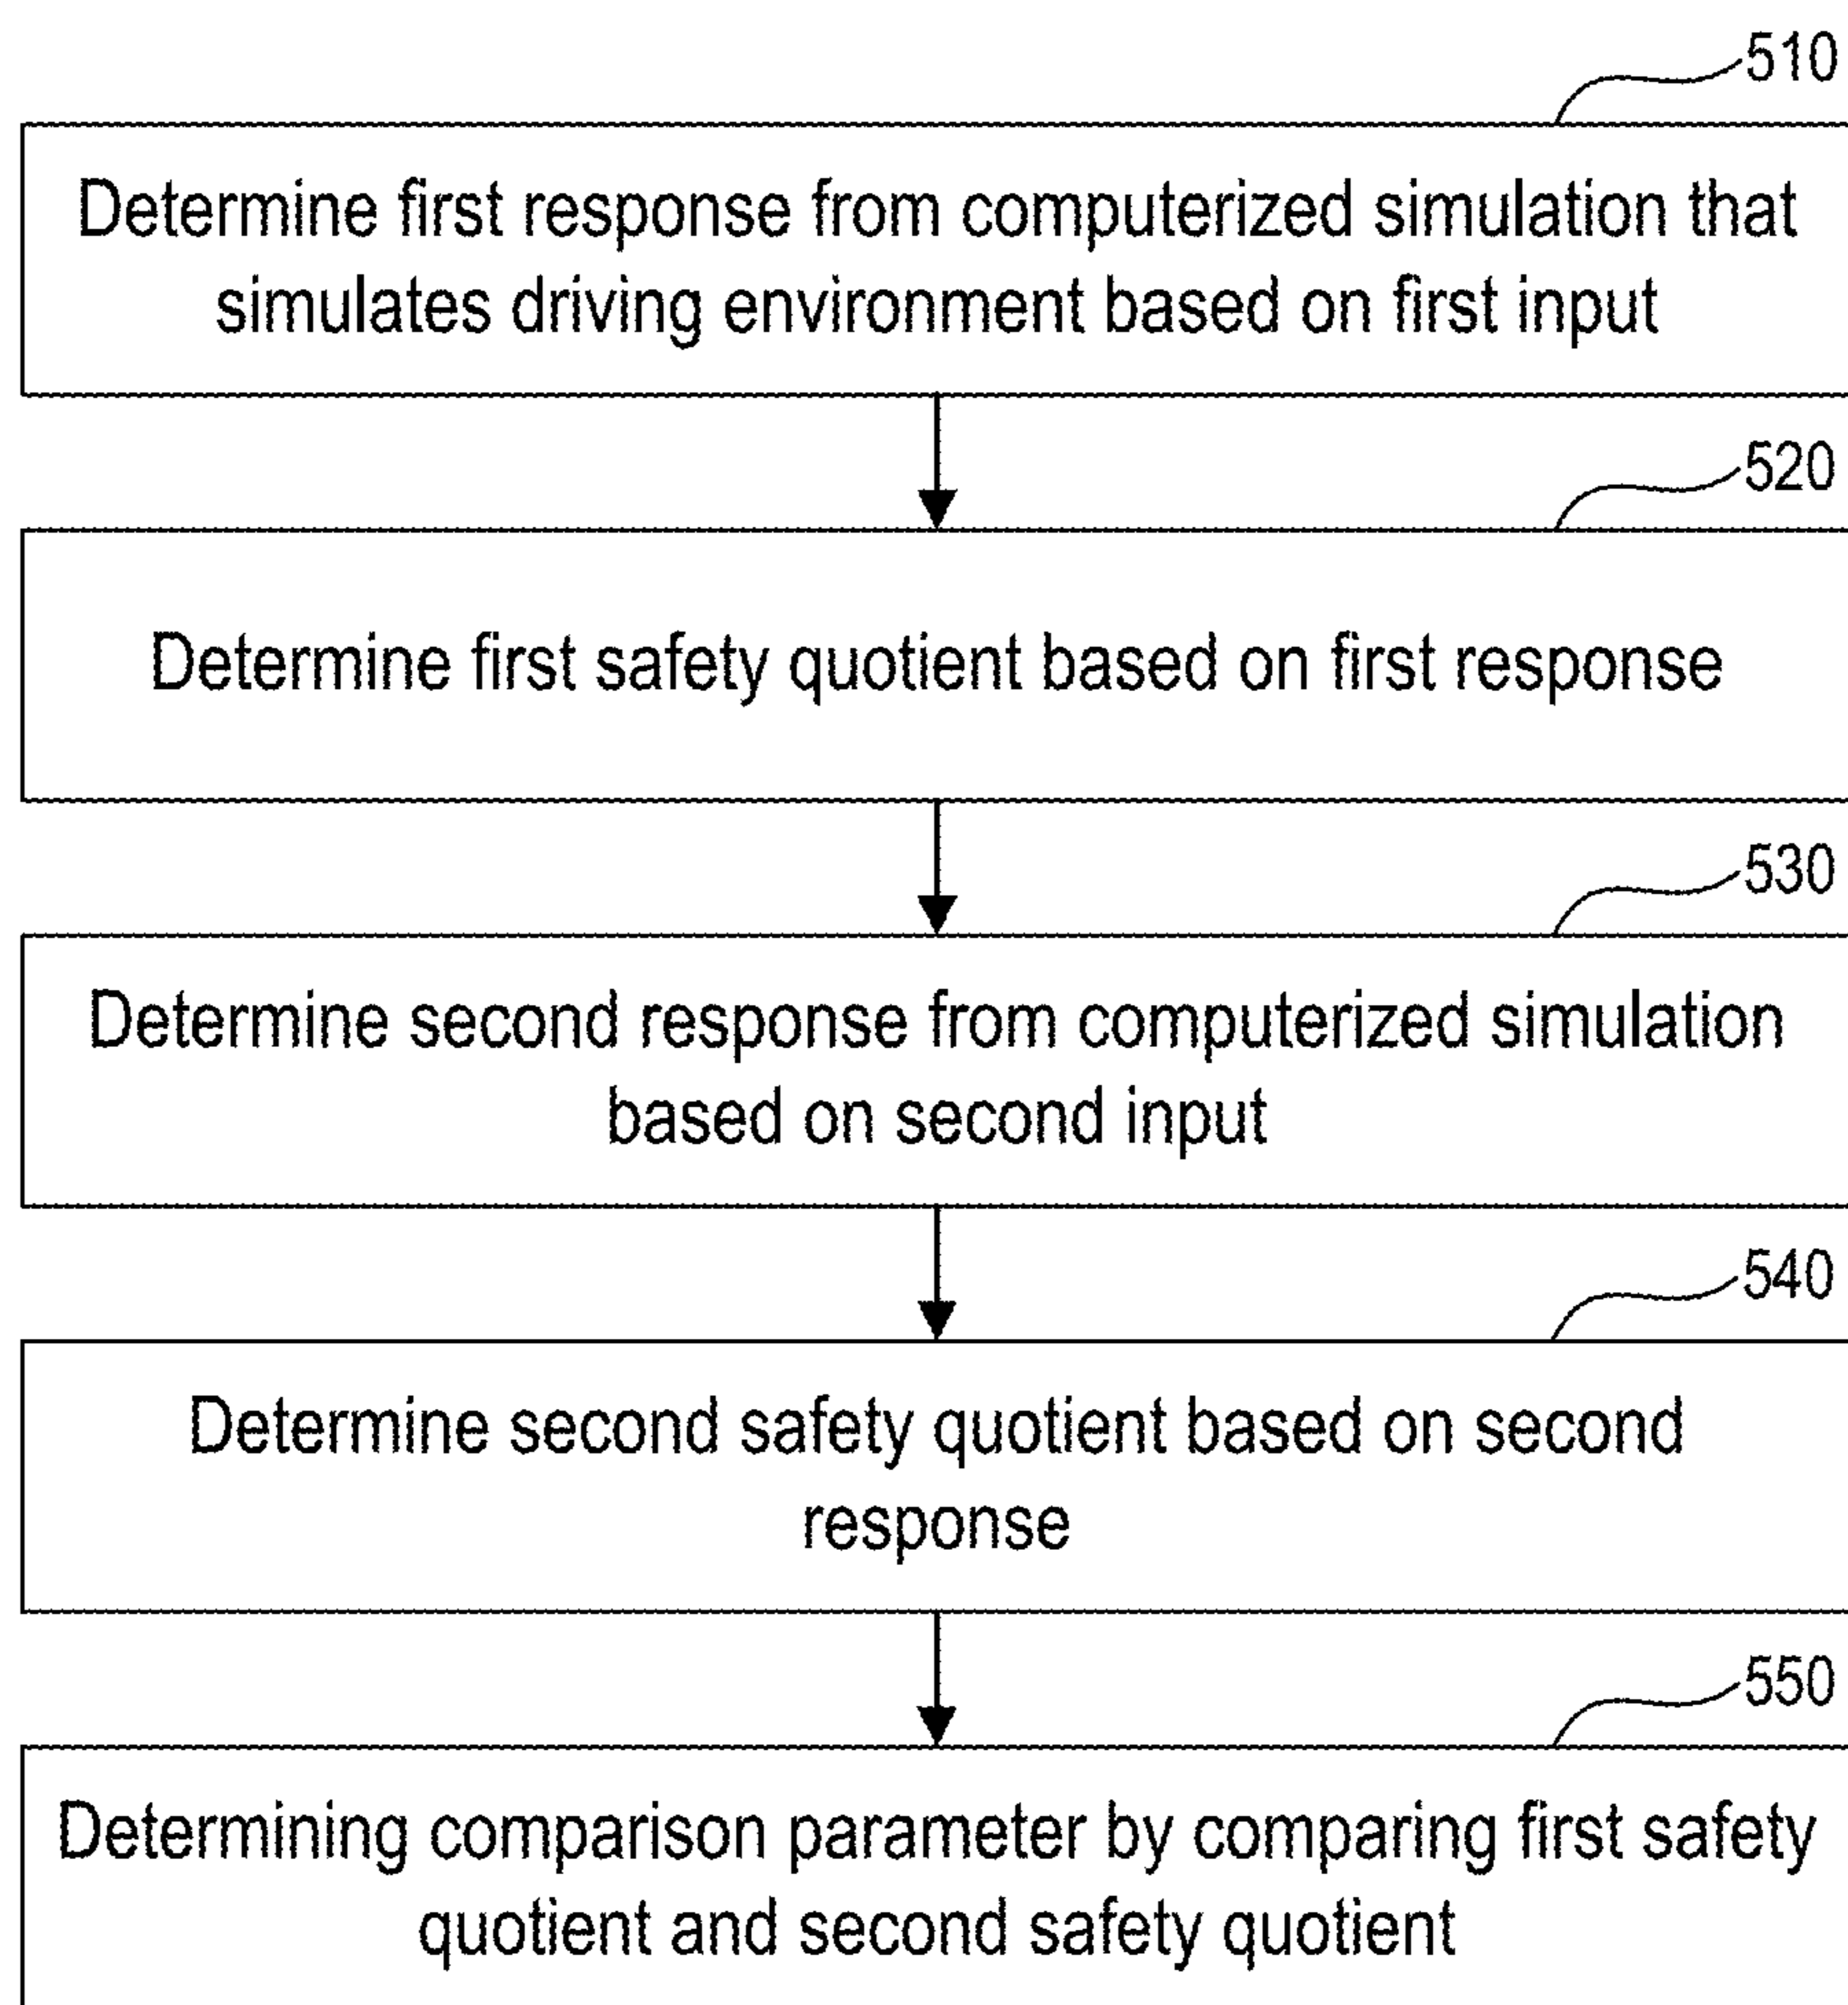 510
Determine first response from computerized simulation that
simulates driving environment based on first input
520
Determine first safety quotient based on first response
530
Determine second response from computerized simulation
based on second input
540
Determine second safety quotient based on second
response
550
Determining comparison parameter by comparing first safety
quotient and second safety quotient